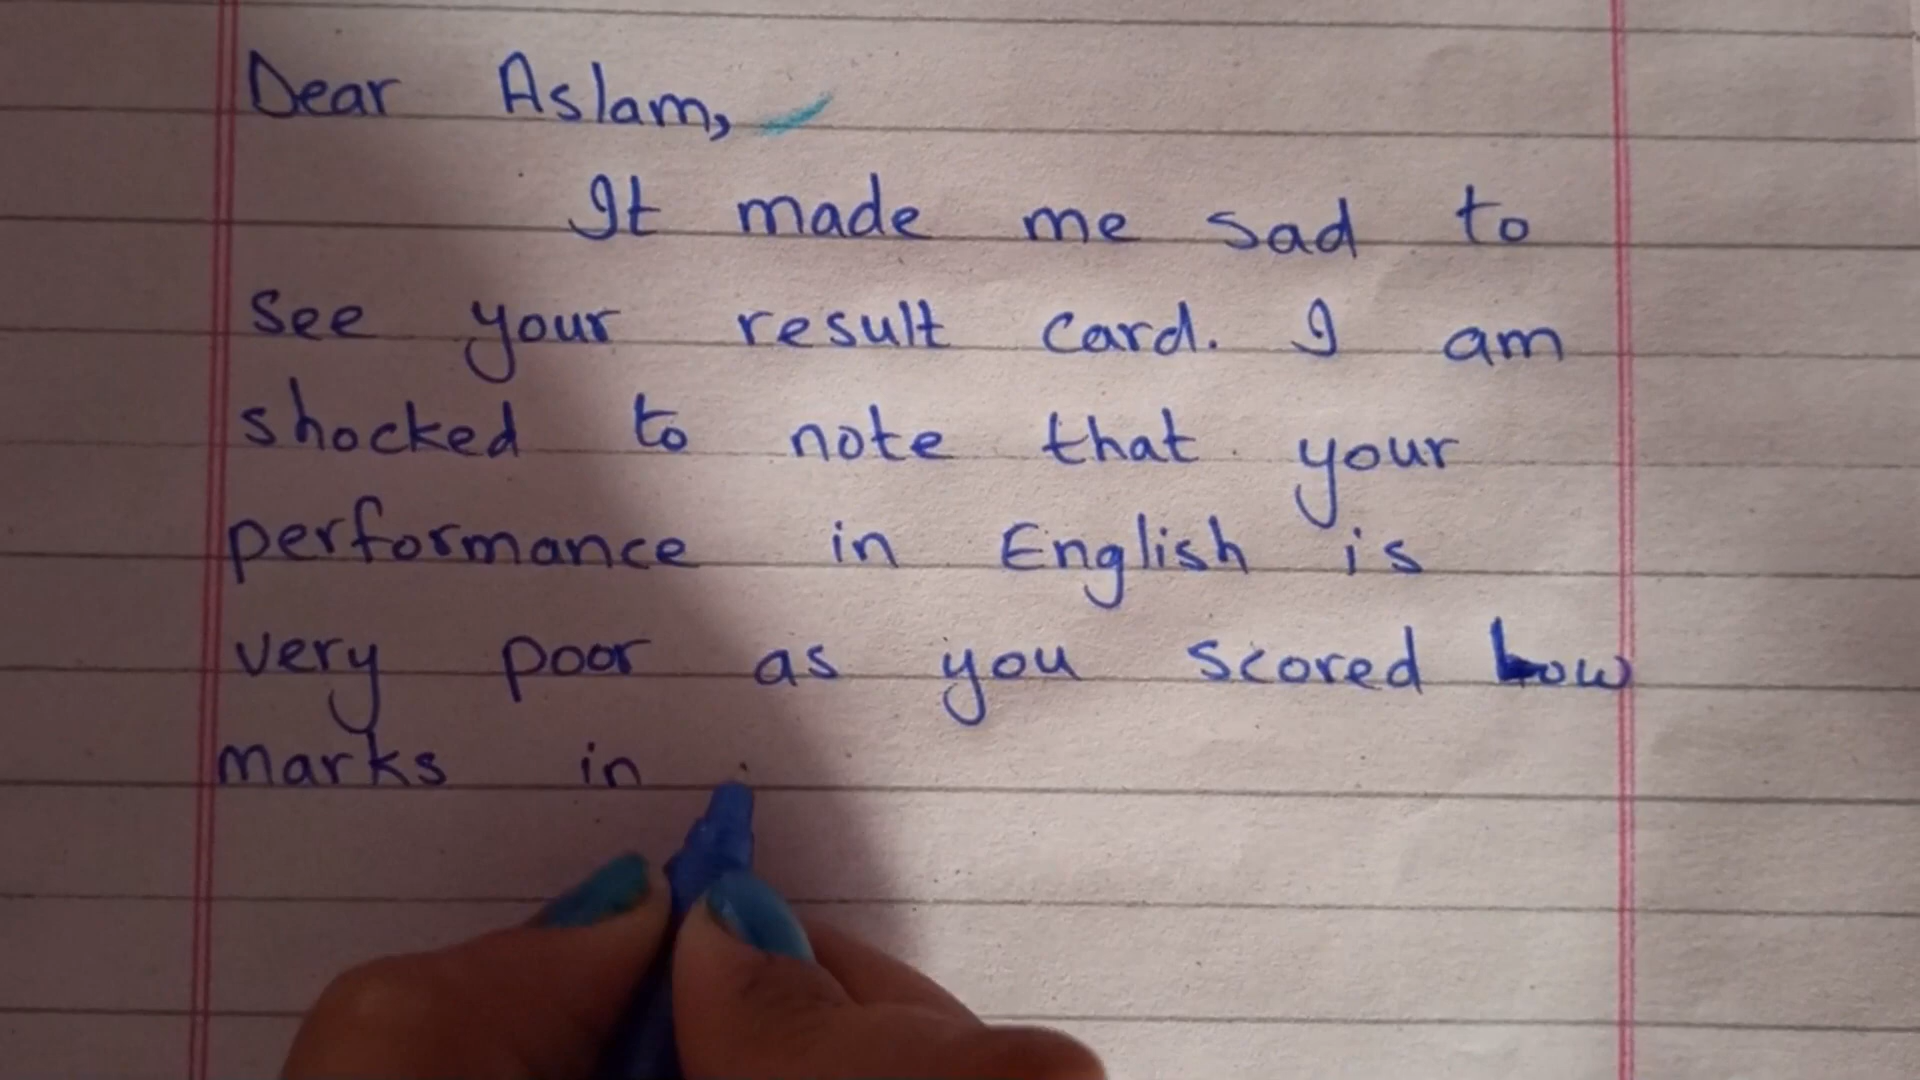 Dear Aslam,
It made me sad to
see your result card. I am
shocked to note that your
performance in English is
very poor as you scored low
marks in